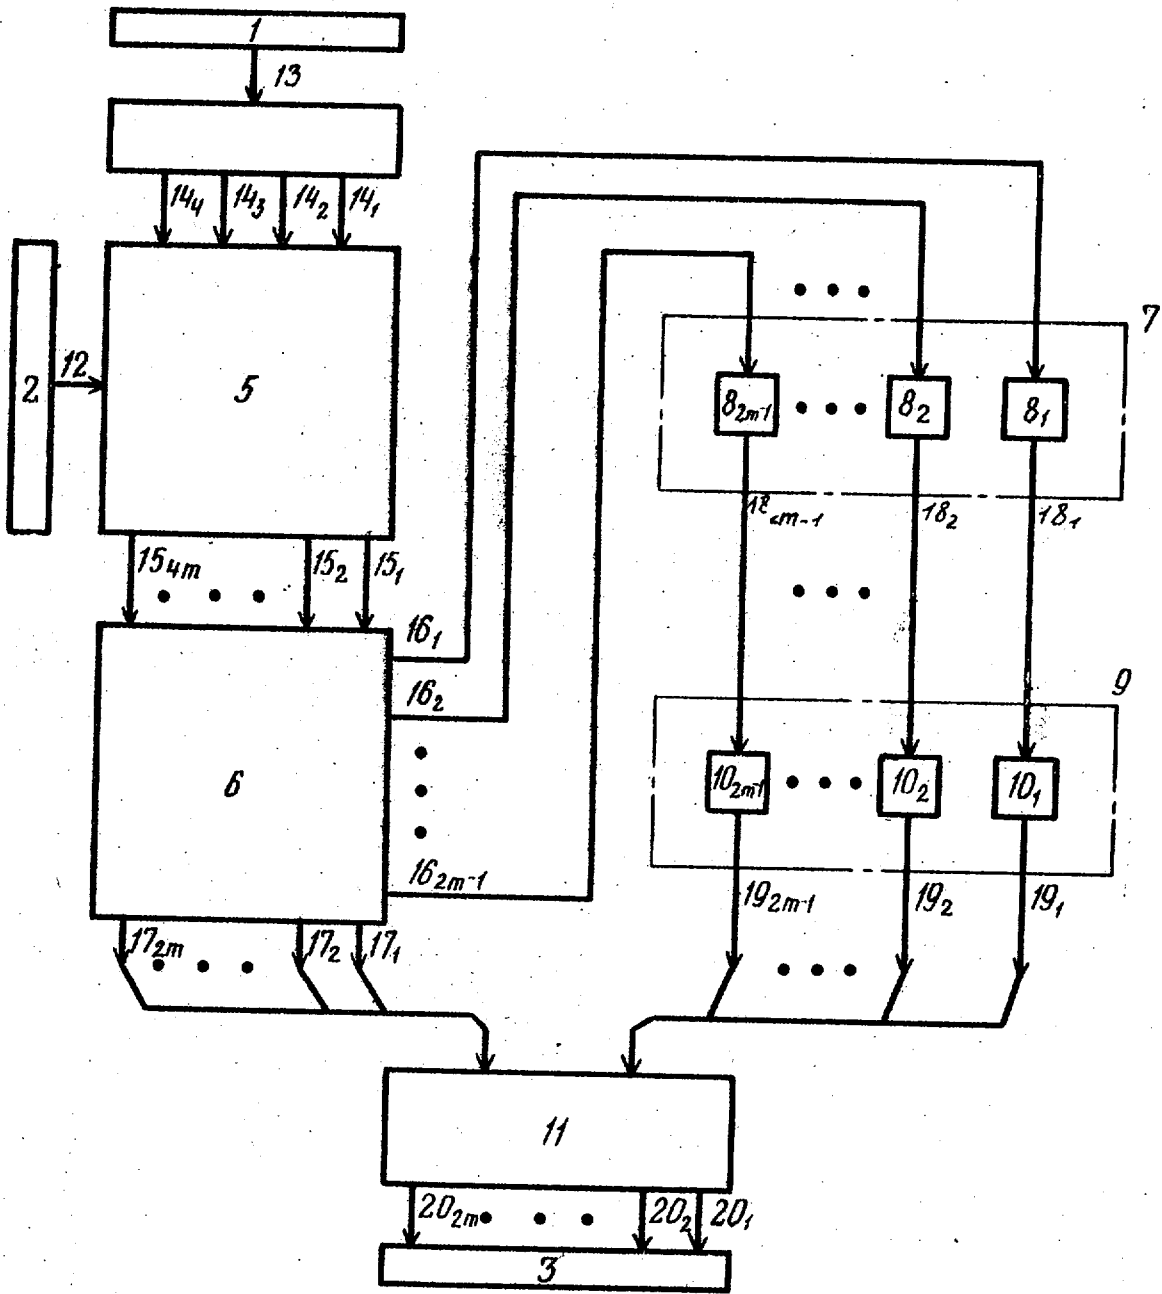 1
13
14₄ 14₃ 14₂ 14₁
7
2 12 5 8₂ₘ₋₁ 8₂ 8₁
18₂ 18₁
15₄ₘ 15₂ 15₁
16₁
16₂
9
6 10₂ₘ₋₁ 10₂ 10₁
16₂ₘ₋₁
19₂ₘ₋₁ 19₂ 19₁
17₂ₘ 17₂ 17₁
11
20₂ₘ 20₂ 20₁
3